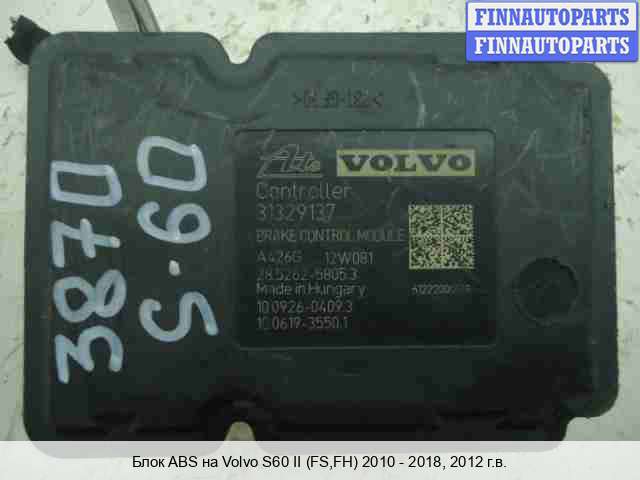 FINNAUTOPARTS
FINNAUTOPARTS
Ate VOLVO
Controller
31329137
BRAKE CONTROL MODULE
A426G 12W081
28.5262-5805.3
Made in Hungary
10.0926-0409.3
10.0619-3550.1
3870
S-60
Блок ABS на Volvo S60 II (FS,FH) 2010 - 2018, 2012 г.в.